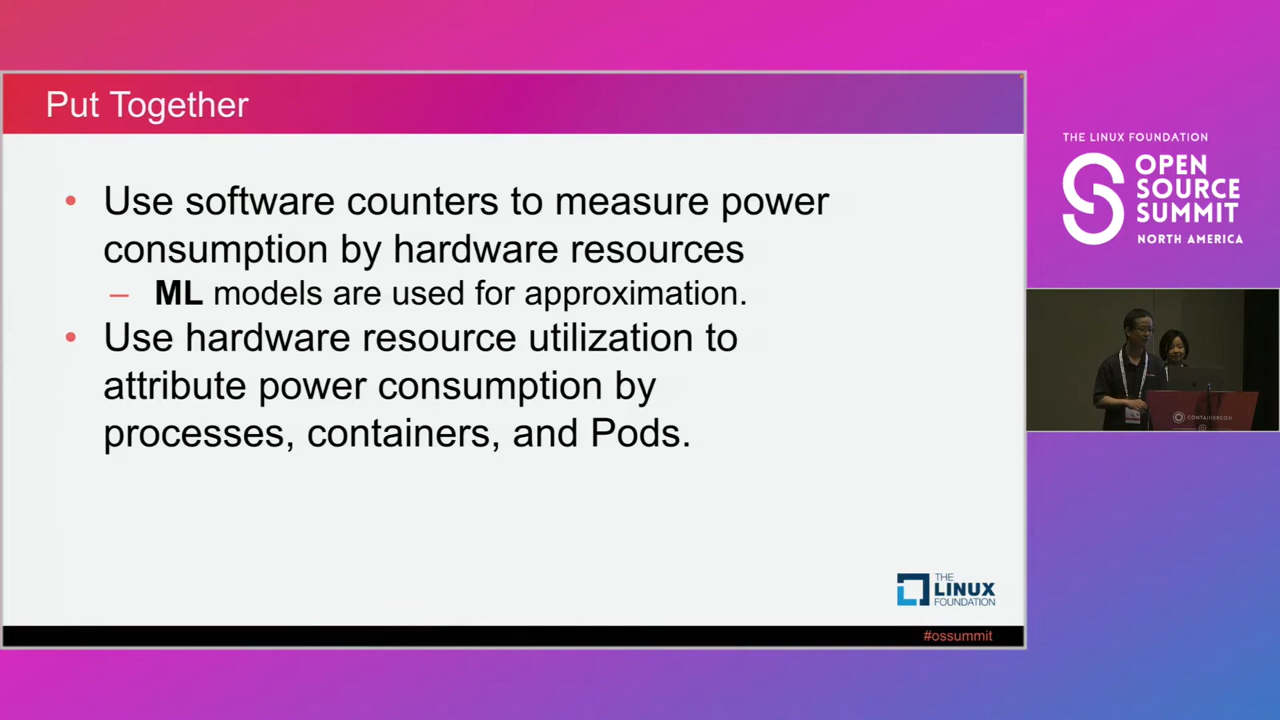 Put Together
• Use software counters to measure power
consumption by hardware resources
– ML models are used for approximation.
• Use hardware resource utilization to
attribute power consumption by
processes, containers, and Pods.
THE
LINUX
FOUNDATION
#ossummit
THE LINUX FOUNDATION
OPEN
SOURCE
SUMMIT
NORTH AMERICA
CONTAINERCON